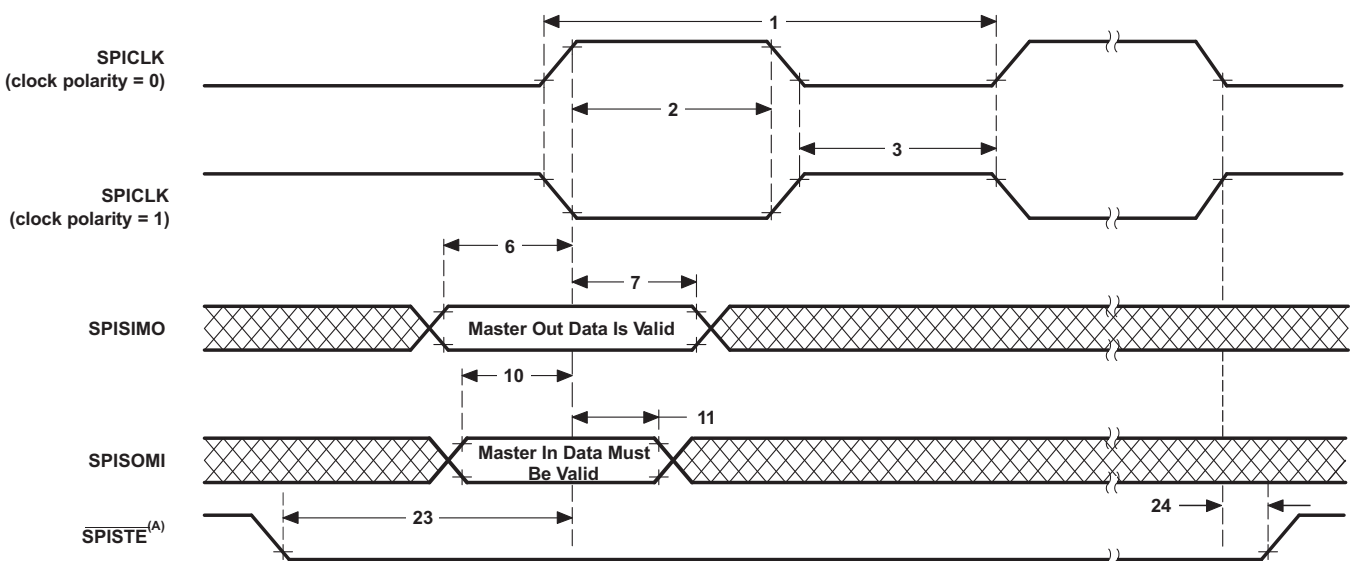 1
SPICLK
(clock polarity = 0)
2
3
SPICLK
(clock polarity = 1)
6
7
SPISIMO
Master Out Data Is Valid
10
11
SPISOMI
Master In Data Must
Be Valid
23
24
SPISTE(A)